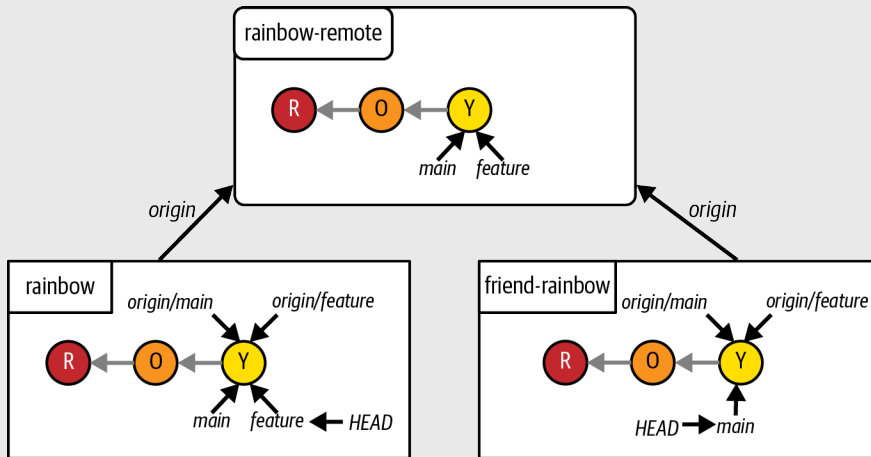 rainbow-remote
R O Y
main feature
origin origin
rainbow
origin/main origin/feature
R O Y
main feature HEAD
friend-rainbow
origin/main origin/feature
R O Y
HEAD main